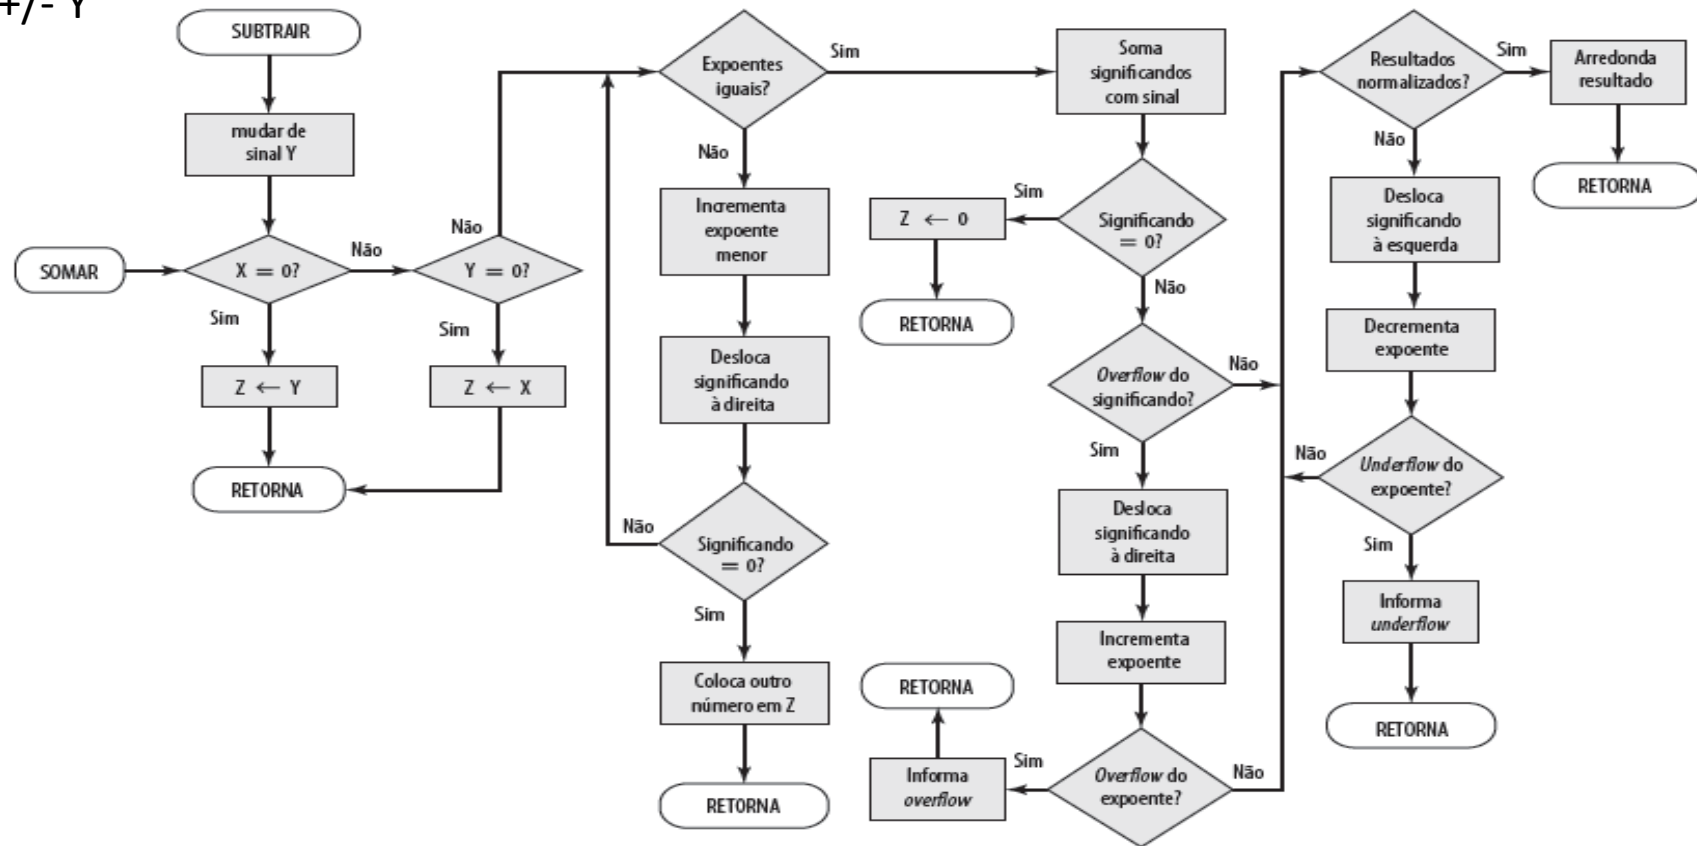 +/- Y
SUBTRAIR
mudar de
sinal Y
SOMAR
X = 0?
Não
Sim
Z ← Y
RETORNA
Y = 0?
Não
Sim
Z ← X
Expoentes
iguais?
Sim
Não
Incrementa
expoente
menor
Desloca
significando
à direita
Significando
= 0?
Não
Sim
Coloca outro
número em Z
RETORNA
Soma
significandos
com sinal
Significando
= 0?
Sim
Z ← 0
RETORNA
Não
Overflow do
significando?
Não
Sim
Desloca
significando
à direita
Incrementa
expoente
Overflow do
expoente?
Sim
Informa
overflow
RETORNA
Não
Resultados
normalizados?
Sim
Arredonda
resultado
RETORNA
Não
Desloca
significando
à esquerda
Decrementa
expoente
Underflow do
expoente?
Não
Sim
Informa
underflow
RETORNA